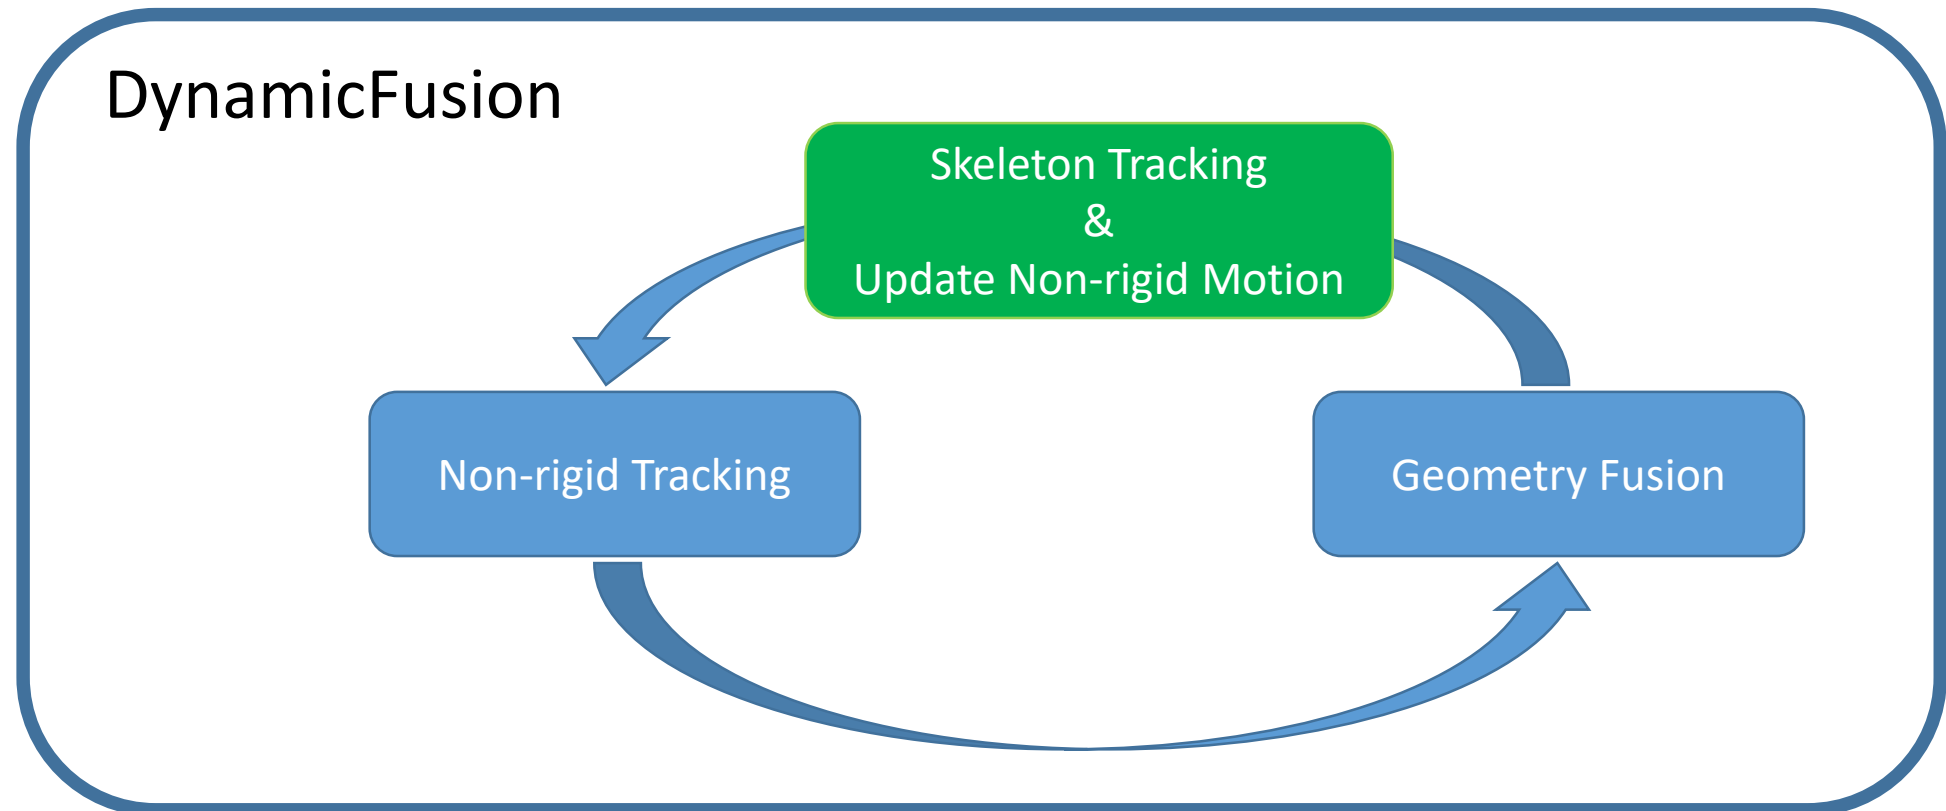 DynamicFusion
Skeleton Tracking
&
Update Non-rigid Motion
Non-rigid Tracking
Geometry Fusion